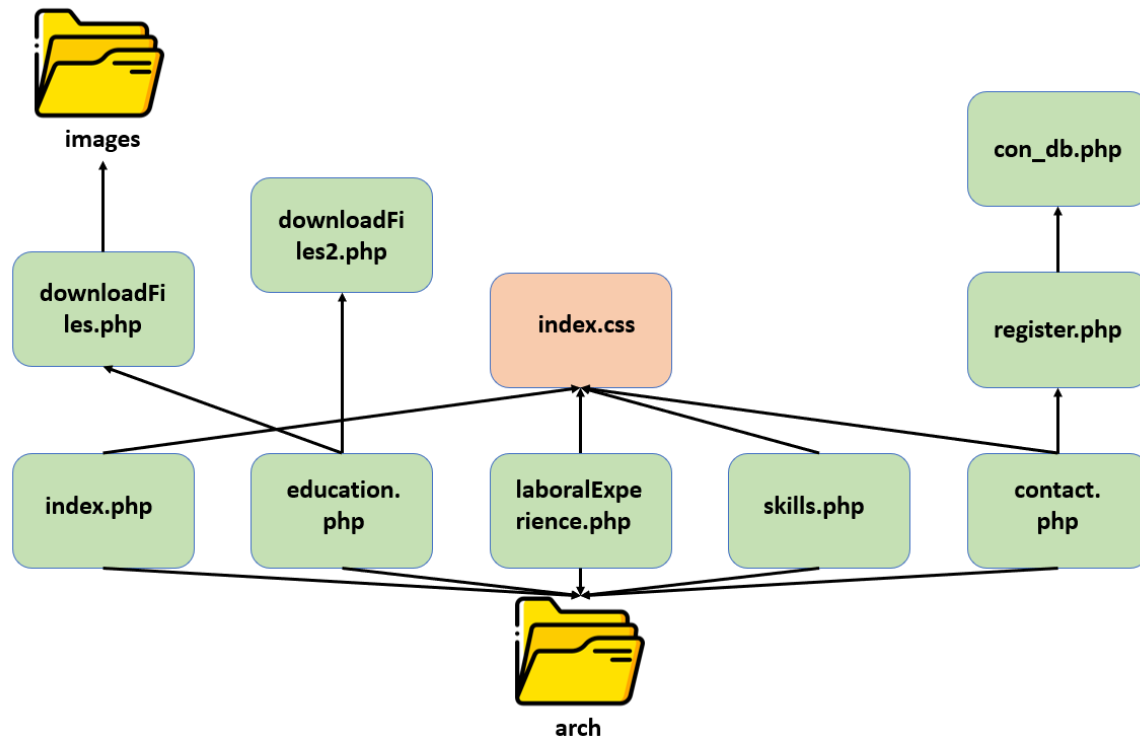 images
con_db.php
downloadFi
les2.php
downloadFi
les.php
index.css
register.php
index.php
education.
php
laboralExpe
rience.php
skills.php
contact.
php
arch